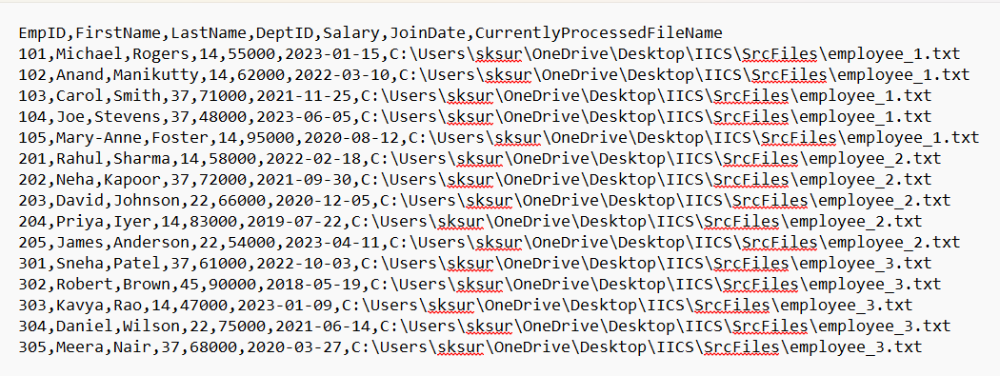 EmpID,FirstName,LastName,DeptID,Salary,JoinDate,CurrentlyProcessedFileName
101,Michael,Rogers,14,55000,2023-01-15,C:\Users\sksur\OneDrive\Desktop\IICS\SrcFiles\employee_1.txt
102,Anand,Manikutty,14,62000,2022-03-10,C:\Users\sksur\OneDrive\Desktop\IICS\SrcFiles\employee_1.txt
103,Carol,Smith,37,71000,2021-11-25,C:\Users\sksur\OneDrive\Desktop\IICS\SrcFiles\employee_1.txt
104,Joe,Stevens,37,48000,2023-06-05,C:\Users\sksur\OneDrive\Desktop\IICS\SrcFiles\employee_1.txt
105,Mary-Anne,Foster,14,95000,2020-08-12,C:\Users\sksur\OneDrive\Desktop\IICS\SrcFiles\employee_1.txt
201,Rahul,Sharma,14,58000,2022-02-18,C:\Users\sksur\OneDrive\Desktop\IICS\SrcFiles\employee_2.txt
202,Neha,Kapoor,37,72000,2021-09-30,C:\Users\sksur\OneDrive\Desktop\IICS\SrcFiles\employee_2.txt
203,David,Johnson,22,66000,2020-12-05,C:\Users\sksur\OneDrive\Desktop\IICS\SrcFiles\employee_2.txt
204,Priya,Iyer,14,83000,2019-07-22,C:\Users\sksur\OneDrive\Desktop\IICS\SrcFiles\employee_2.txt
205,James,Anderson,22,54000,2023-04-11,C:\Users\sksur\OneDrive\Desktop\IICS\SrcFiles\employee_2.txt
301,Sneha,Patel,37,61000,2022-10-03,C:\Users\sksur\OneDrive\Desktop\IICS\SrcFiles\employee_3.txt
302,Robert,Brown,45,90000,2018-05-19,C:\Users\sksur\OneDrive\Desktop\IICS\SrcFiles\employee_3.txt
303,Kavya,Rao,14,47000,2023-01-09,C:\Users\sksur\OneDrive\Desktop\IICS\SrcFiles\employee_3.txt
304,Daniel,Wilson,22,75000,2021-06-14,C:\Users\sksur\OneDrive\Desktop\IICS\SrcFiles\employee_3.txt
305,Meera,Nair,37,68000,2020-03-27,C:\Users\sksur\OneDrive\Desktop\IICS\SrcFiles\employee_3.txt